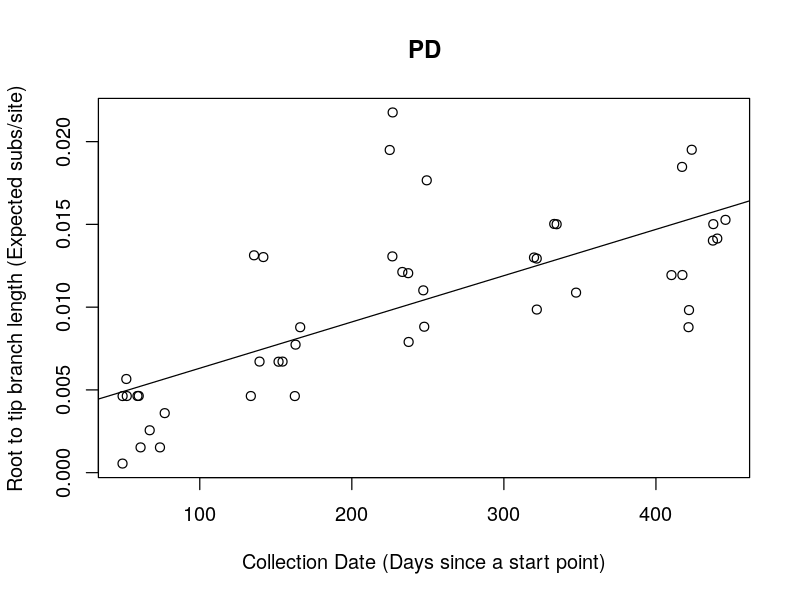 PD
Root to tip branch length (Expected subs/site)
0.020
0.015
0.010
0.005
0.000
100 200 300 400
Collection Date (Days since a start point)